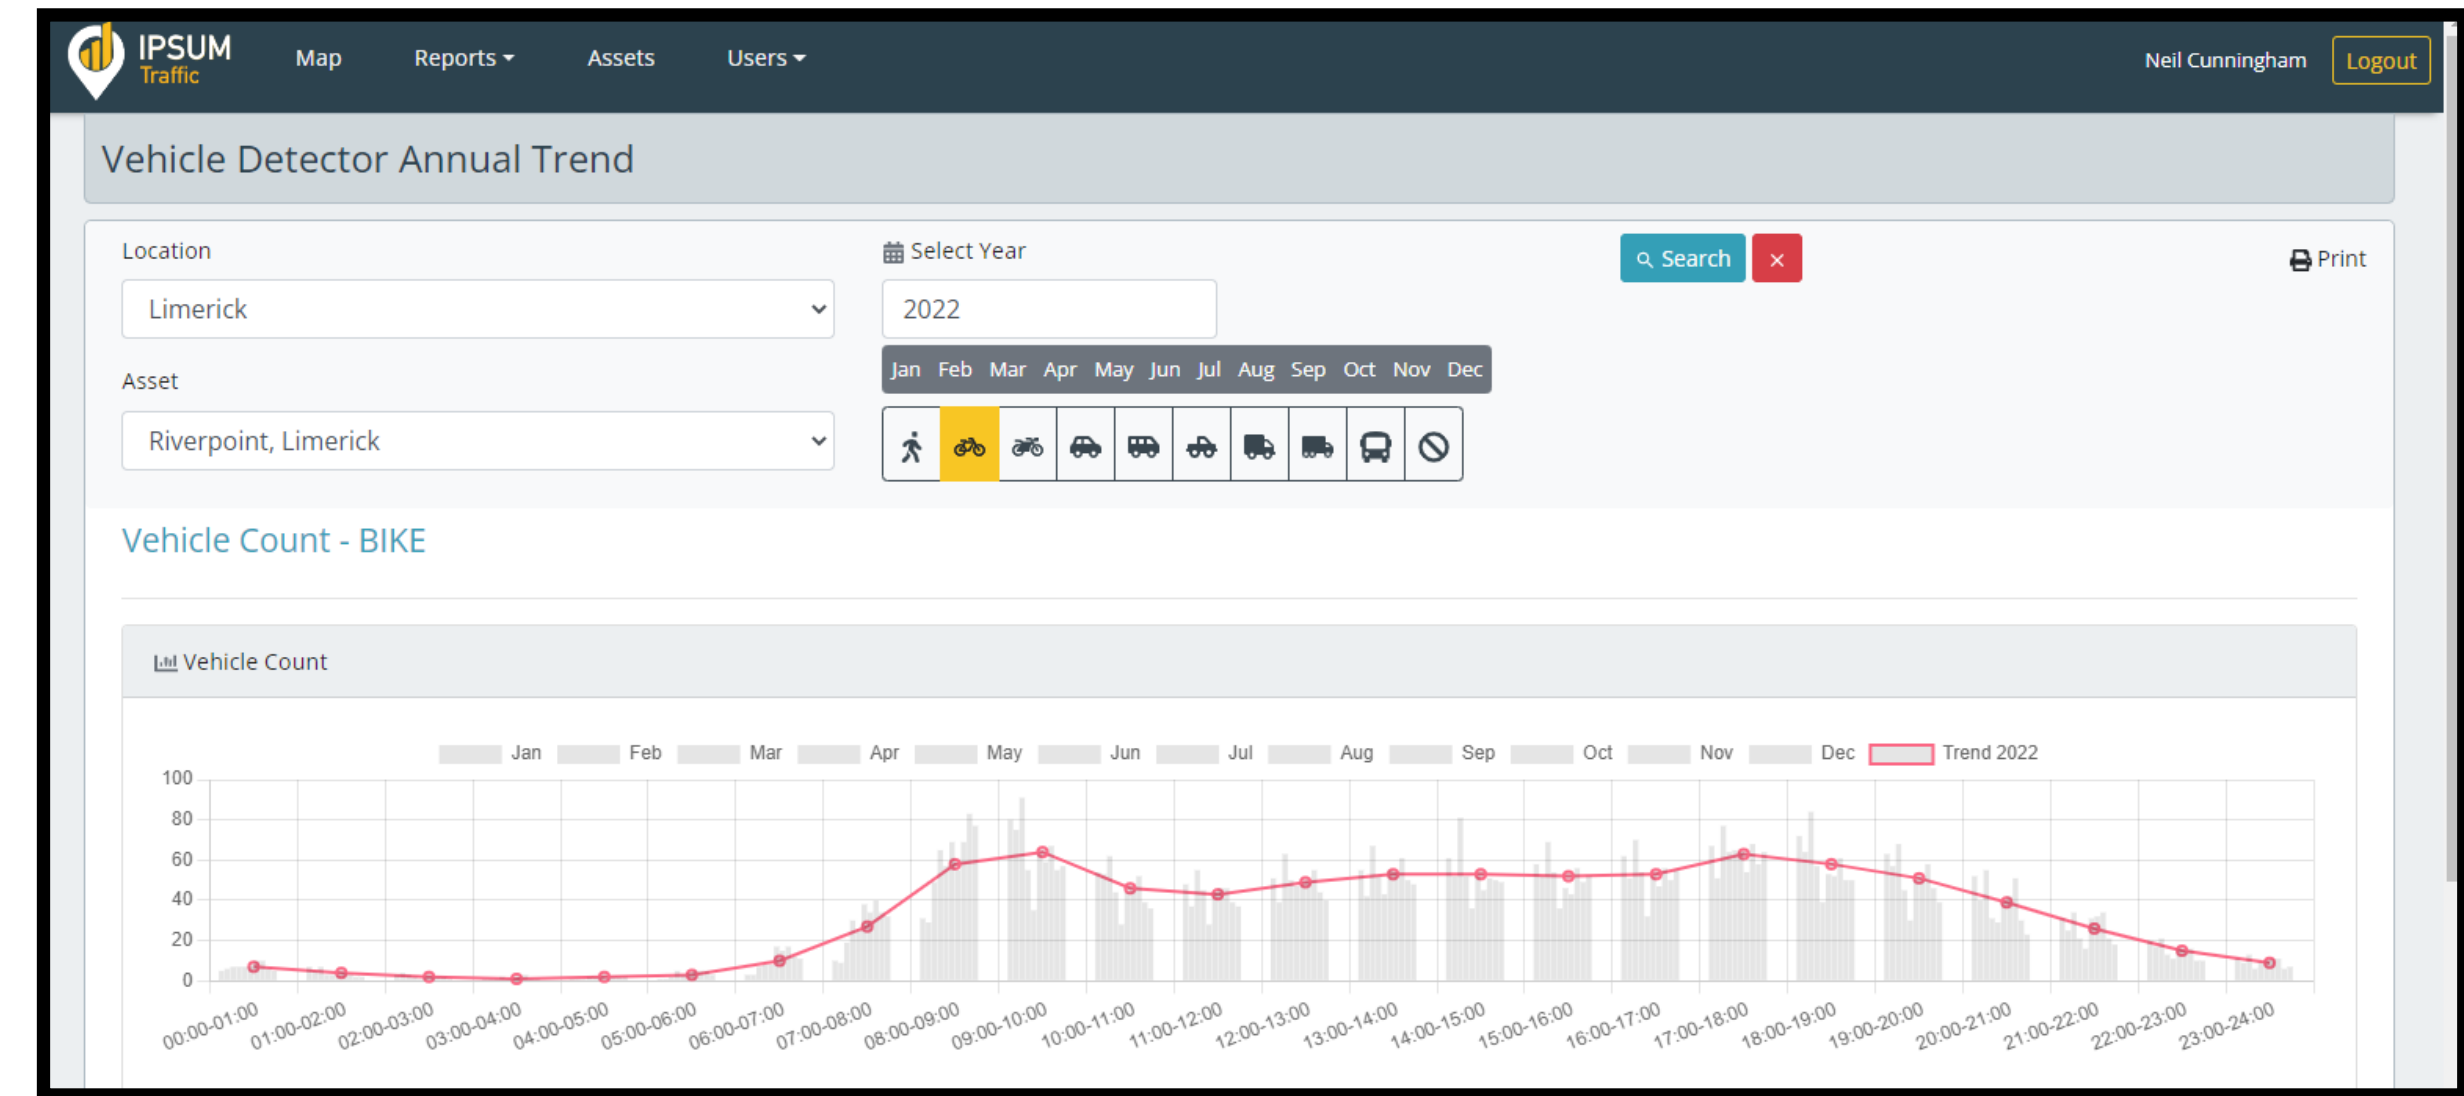 IPSUM
Traffic
Map Reports Assets Users
Neil Cunningham Logout
Vehicle Detector Annual Trend
Location
Select Year
Search ×
Print
Limerick
2022
Jan Feb Mar Apr May Jun Jul Aug Sep Oct Nov Dec
Asset
Riverpoint, Limerick
Vehicle Count - BIKE
Vehicle Count
Jan Feb Mar Apr May Jun Jul Aug Sep Oct Nov Dec Trend 2022
100
80
60
40
20
0
00:00-01:00 01:00-02:00 02:00-03:00 03:00-04:00 04:00-05:00 05:00-06:00 06:00-07:00 07:00-08:00 08:00-09:00 09:00-10:00 10:00-11:00 11:00-12:00 12:00-13:00 13:00-14:00 14:00-15:00 15:00-16:00 16:00-17:00 17:00-18:00 18:00-19:00 19:00-20:00 20:00-21:00 21:00-22:00 22:00-23:00 23:00-24:00